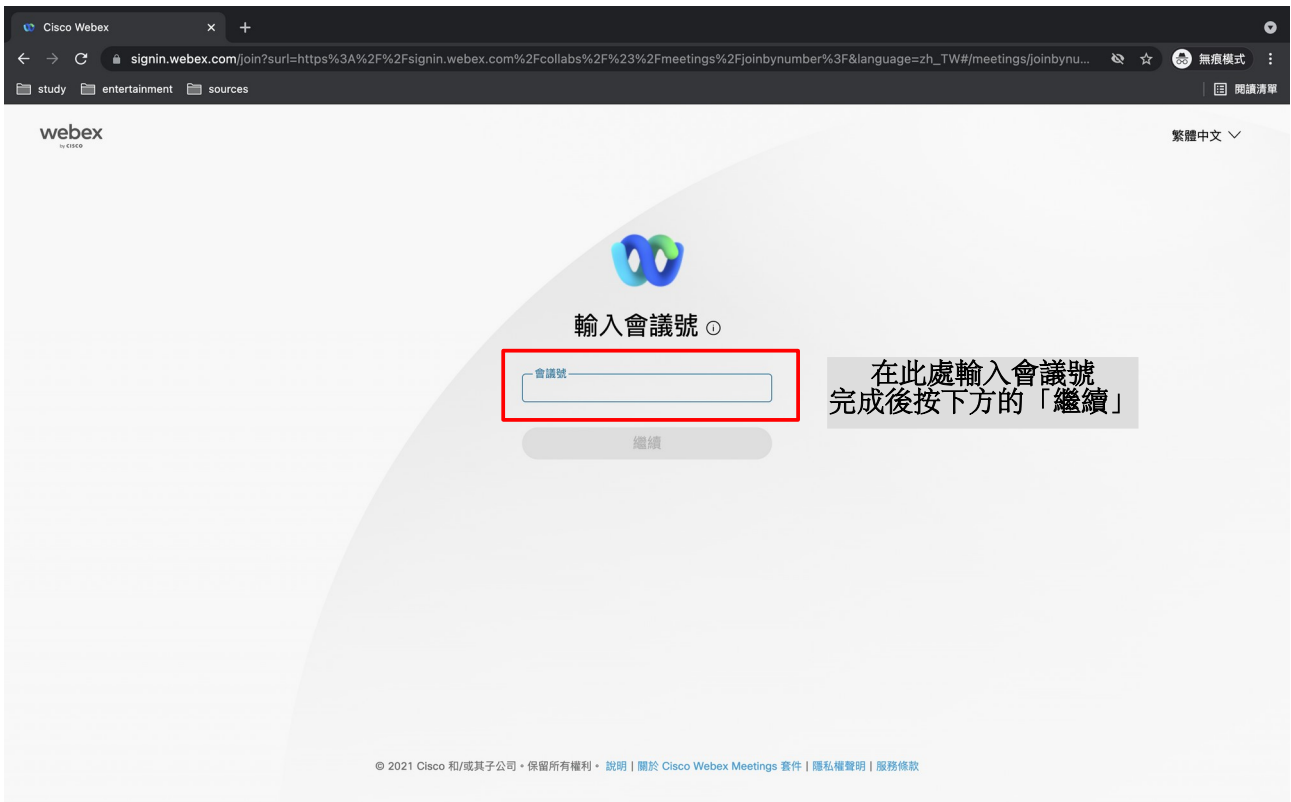 Cisco Webex
signin.webex.com/join?surl=https%3A%2F%2Fsignin.webex.com%2Fcollabs%2F%23%2Fmeetings%2Fjoinbynumber%3F&language=zh_TW#/meetings/joinbynu...
無痕模式
study entertainment sources
閱讀清單
webex
by CISCO
繁體中文
輸入會議號
會議號
在此處輸入會議號
完成後按下方的「繼續」
繼續
© 2021 Cisco 和/或其子公司。保留所有權利。 說明 | 關於 Cisco Webex Meetings 套件 | 隱私權聲明 | 服務條款